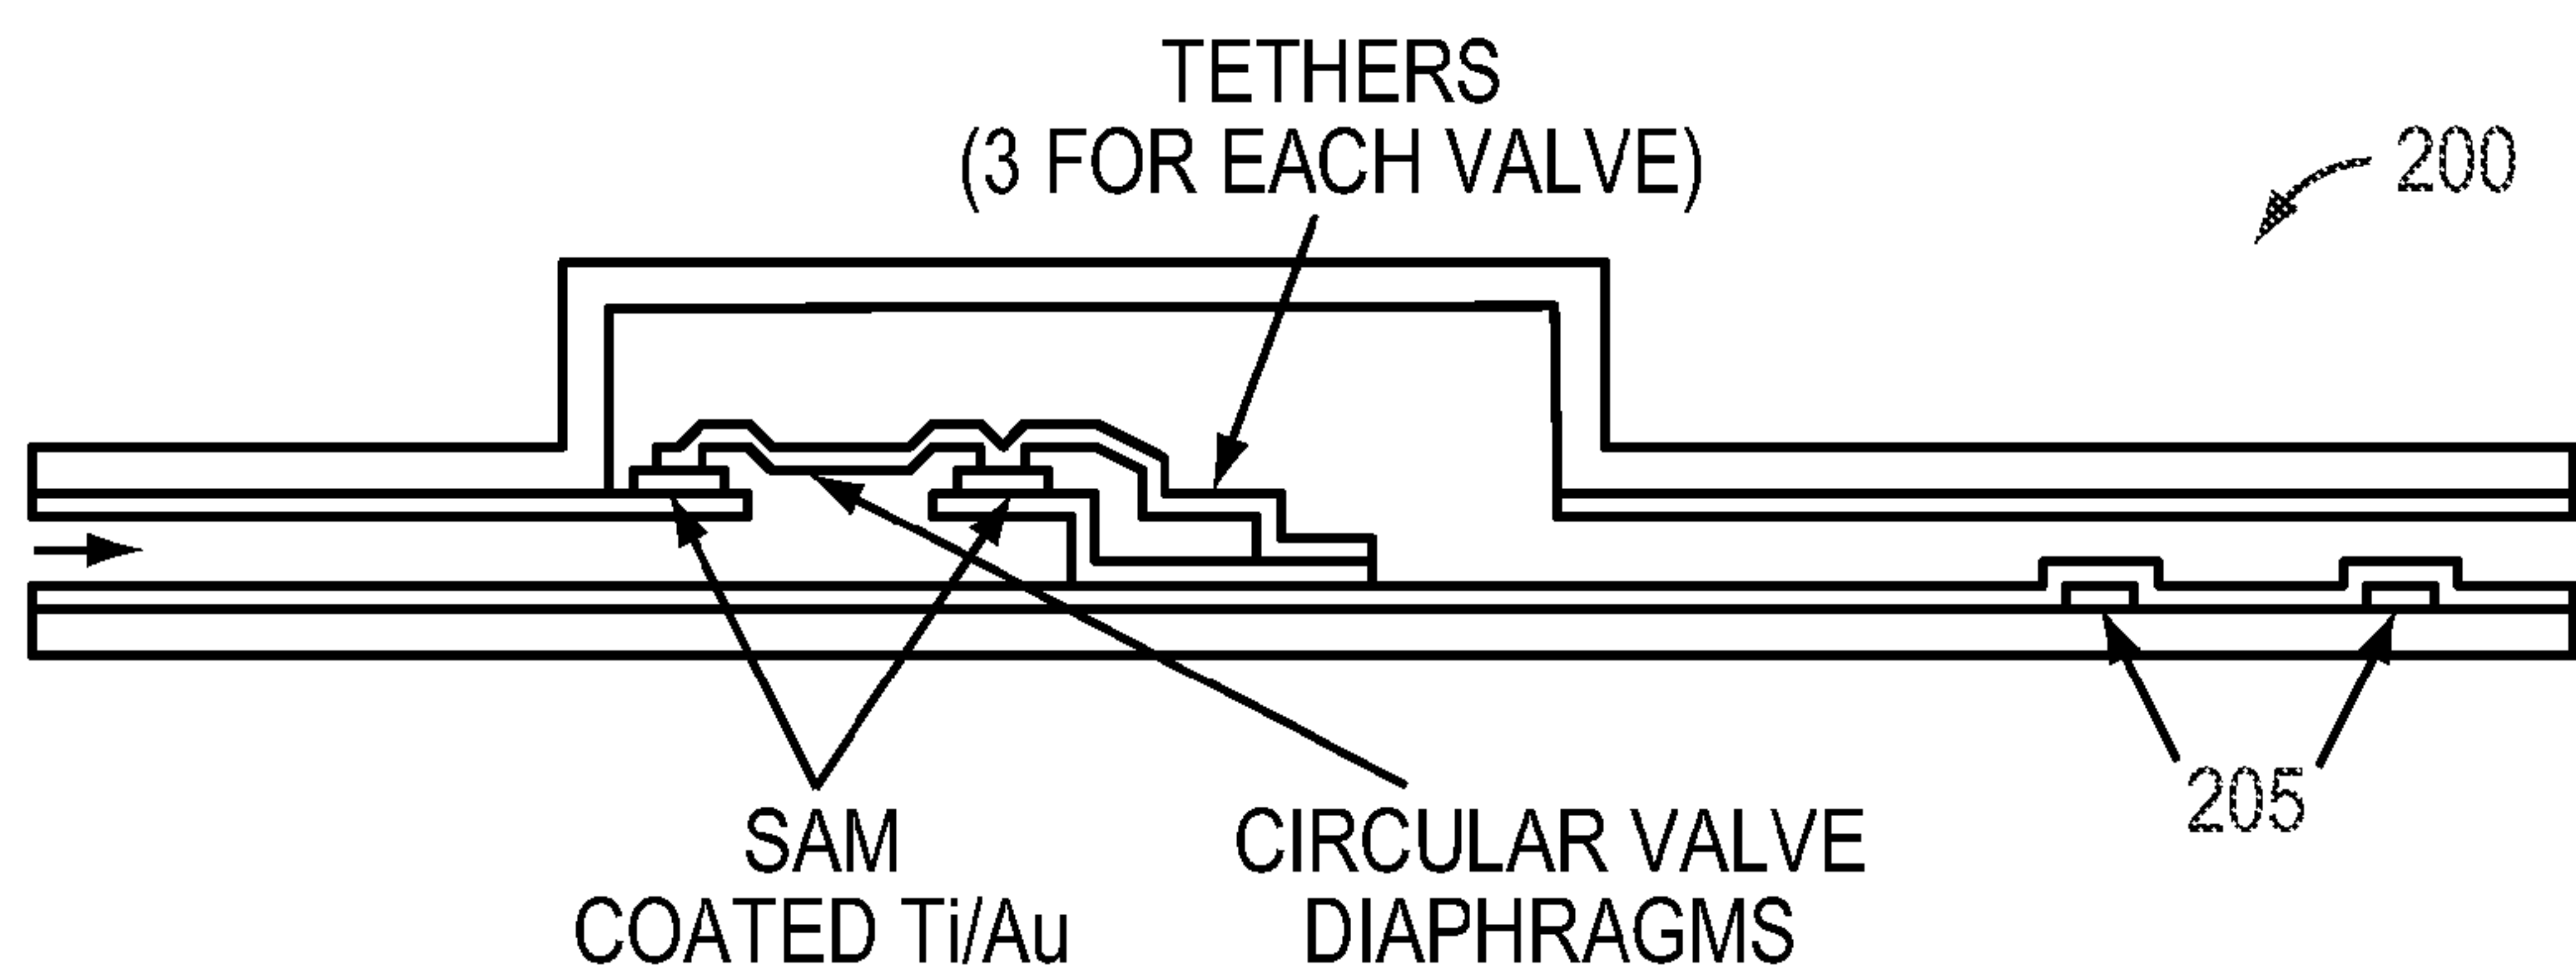 TETHERS
(3 FOR EACH VALVE)
200
205
SAM
COATED Ti/Au
CIRCULAR VALVE
DIAPHRAGMS